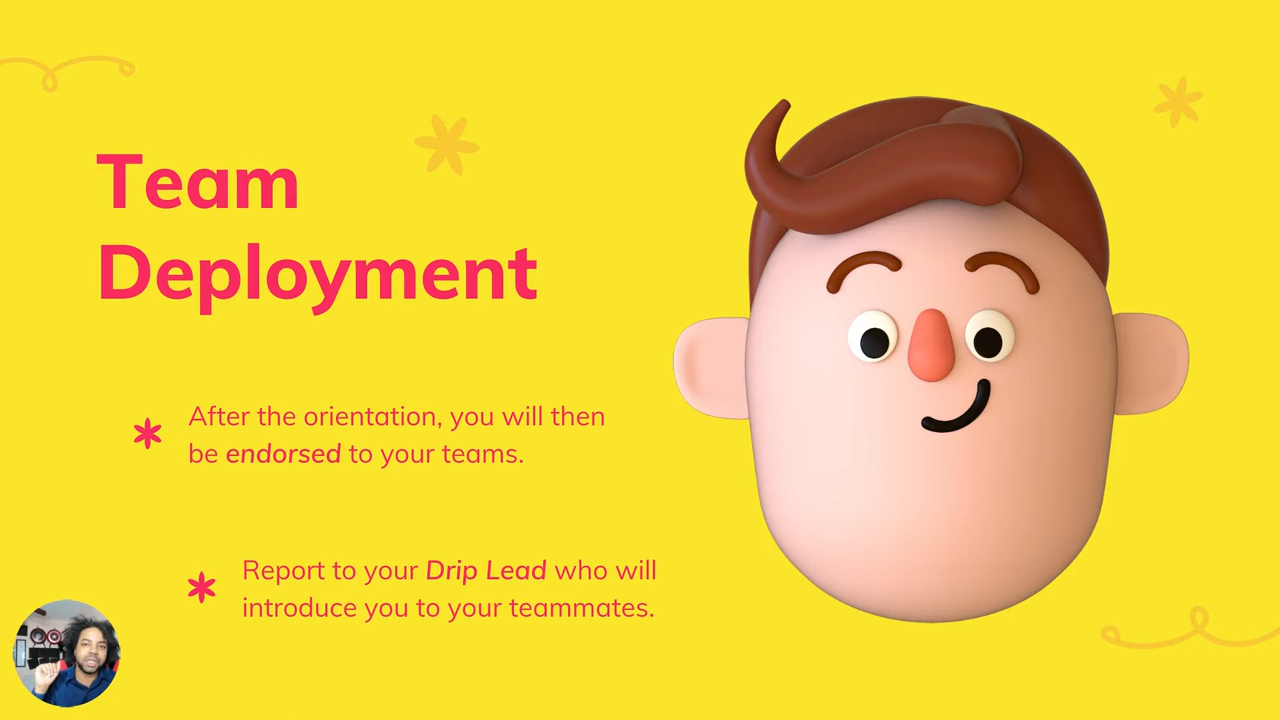 Team
Deployment
After the orientation, you will then
be endorsed to your teams.
Report to your Drip Lead who will
introduce you to your teammates.